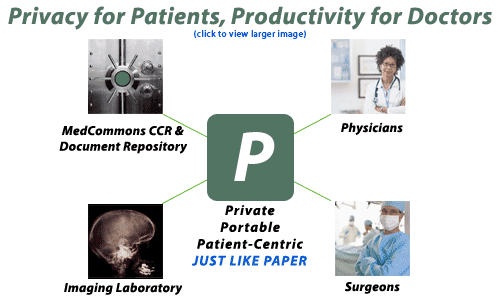 Privacy for Patients, Productivity for Doctors
(click to view larger image)
MedCommons CCR &
Document Repository
Physicians
P
Private
Portable
Patient-Centric
JUST LIKE PAPER
Imaging Laboratory
Surgeons